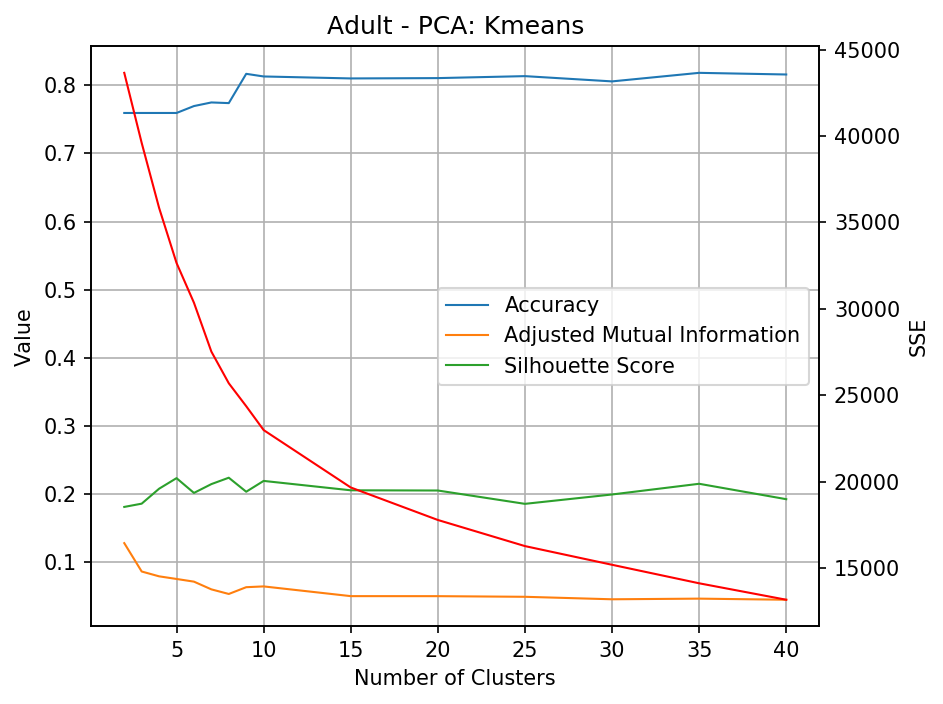 Adult - PCA: Kmeans
Value
0.8
0.7
0.6
0.5
0.4
0.3
0.2
0.1
Accuracy
Adjusted Mutual Information
Silhouette Score
45000
40000
35000
30000
25000
20000
15000
SSE
5 10 15 20 25 30 35 40
Number of Clusters